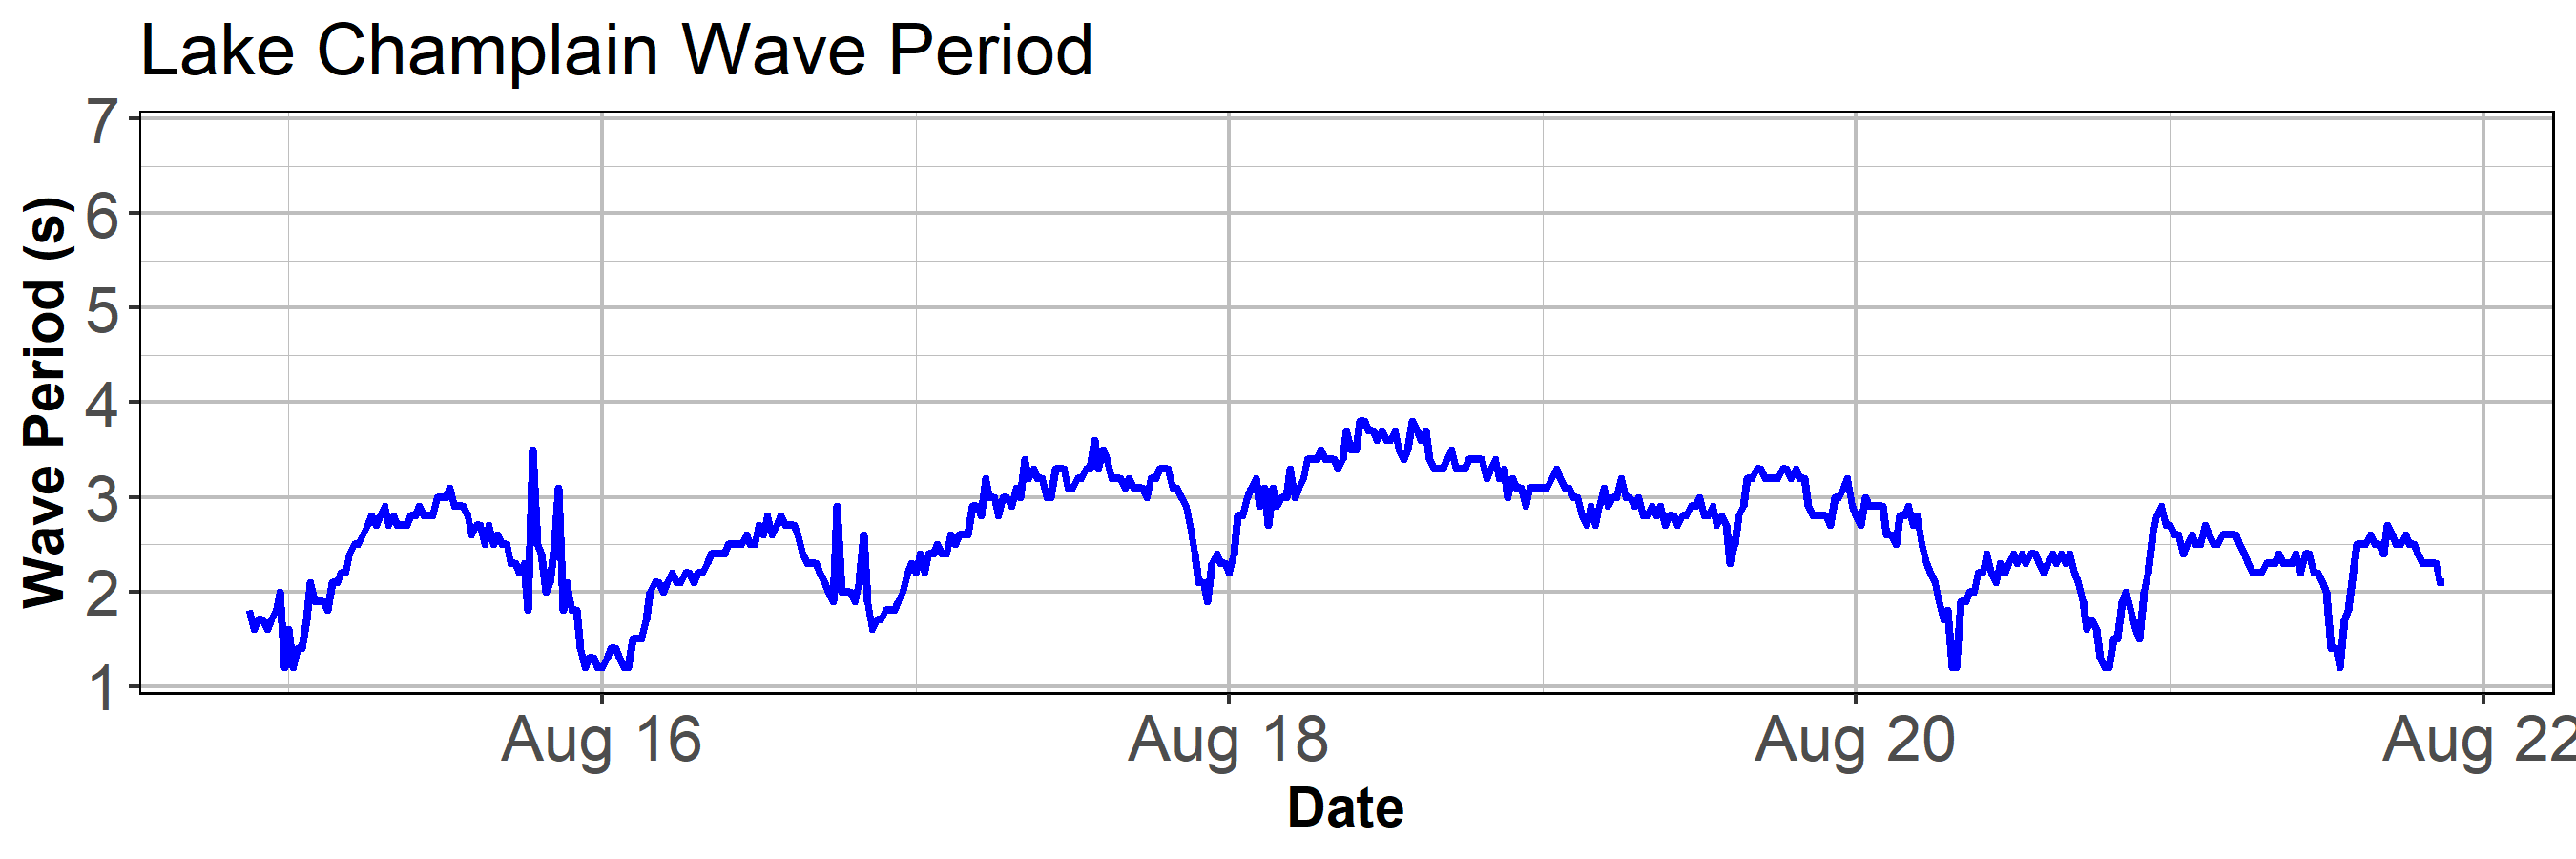 Lake Champlain Wave Period
Wave Period (s)
7
6
5
4
3
2
1
Aug 16
Aug 18
Aug 20
Aug 22
Date